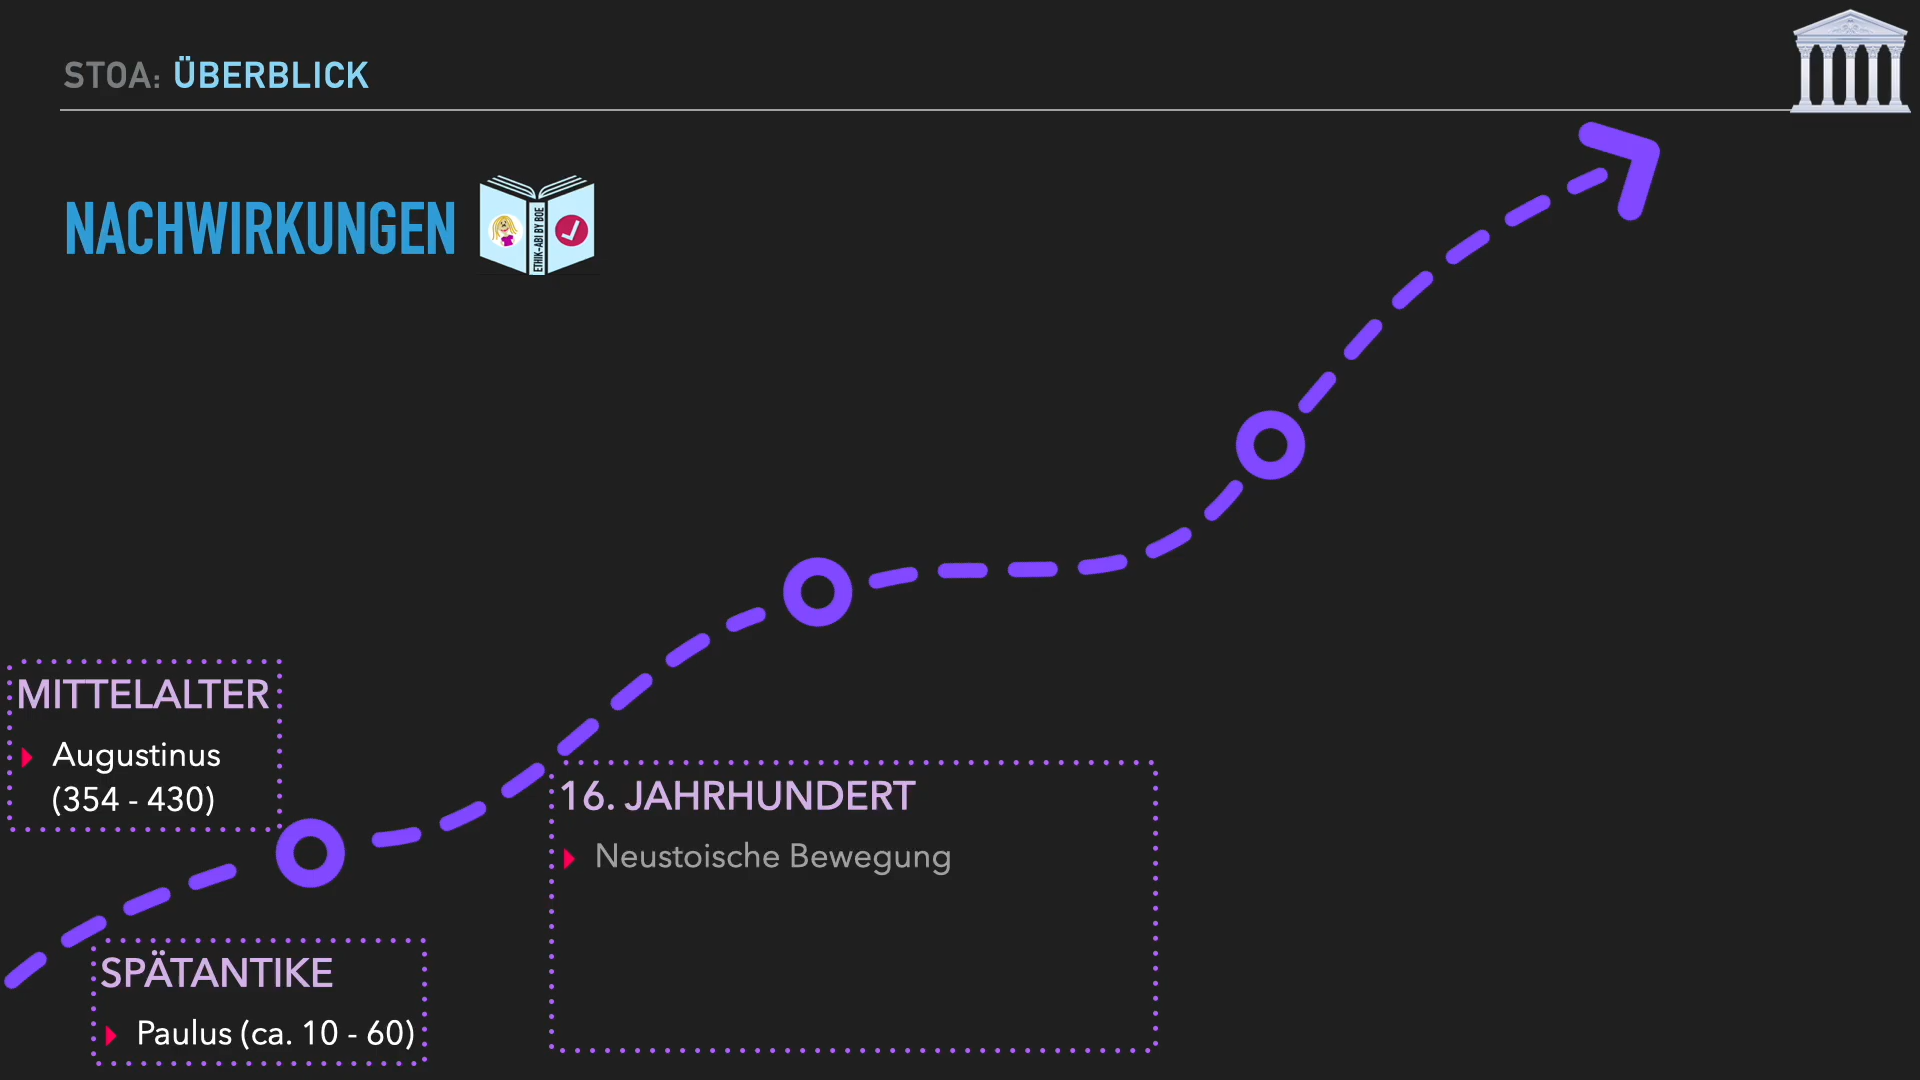 STOA: ÜBERBLICK
NACHWIRKUNGEN
ETHIK-ABI BY BOE
MITTELALTER
Augustinus
(354 - 430)
16. JAHRHUNDERT
Neustoische Bewegung
SPÄTANTIKE
Paulus (ca. 10 - 60)